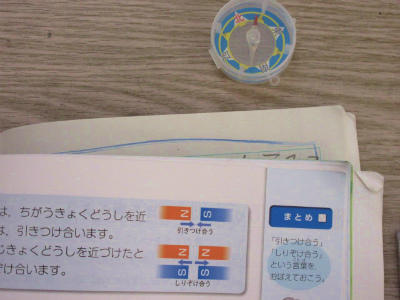 は、ちがうきょくどうしを近
は、引きつけ合います。
じきょくどうしを近づけたと
ぞけ合います。
N S
引きつけ合う
N N
S S
しりぞけ合う
まとめ
「引きつけ合う」
「しりぞけ合う」
という言葉を、
おぼえておこう。